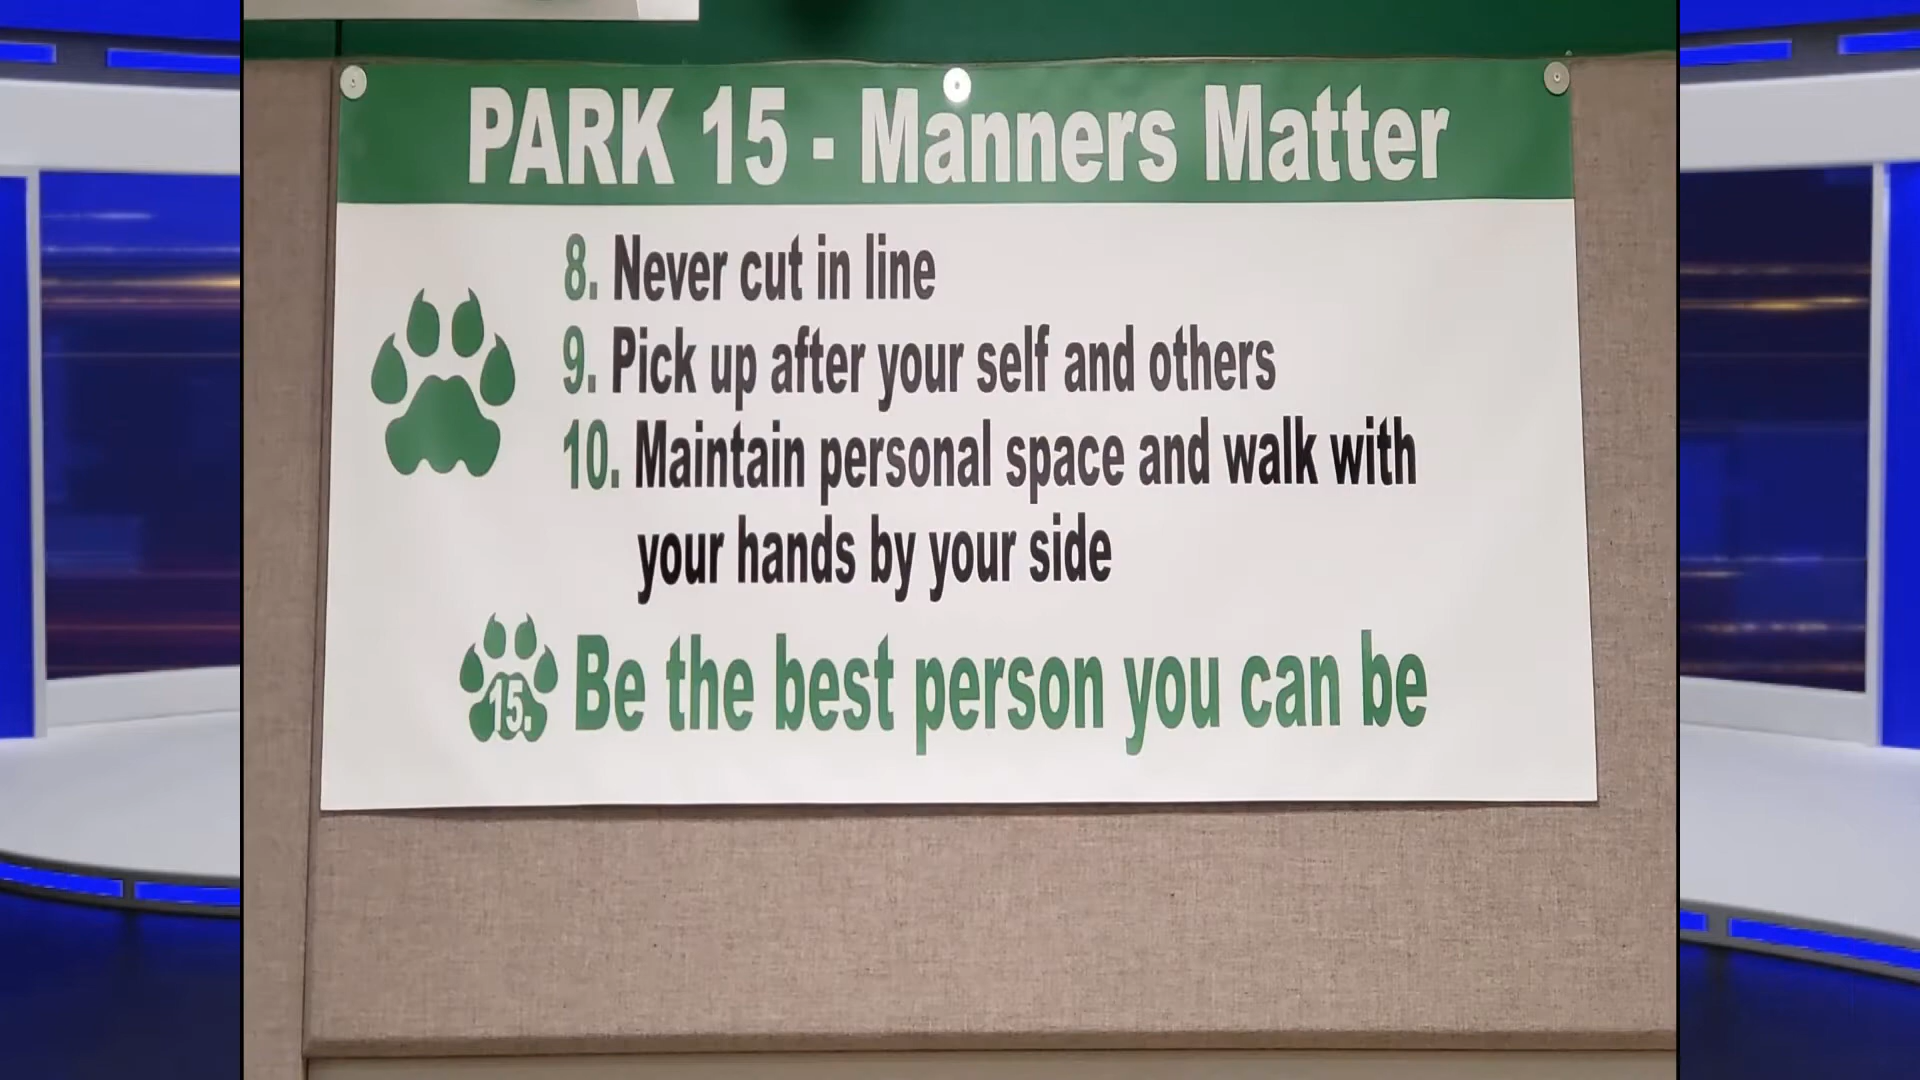 PARK 15 - Manners Matter
8. Never cut in line
9. Pick up after your self and others
10. Maintain personal space and walk with
your hands by your side
15. Be the best person you can be